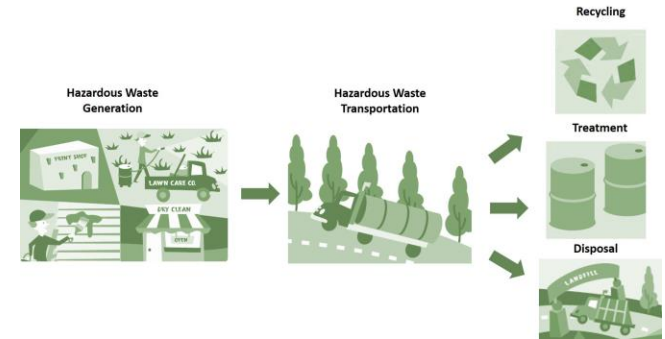 Hazardous Waste
Generation
PRINT SHOP
LAWN CARE CO.
DRY CLEAN
OPEN
Hazardous Waste
Transportation
Recycling
Treatment
Disposal
LANDFILL